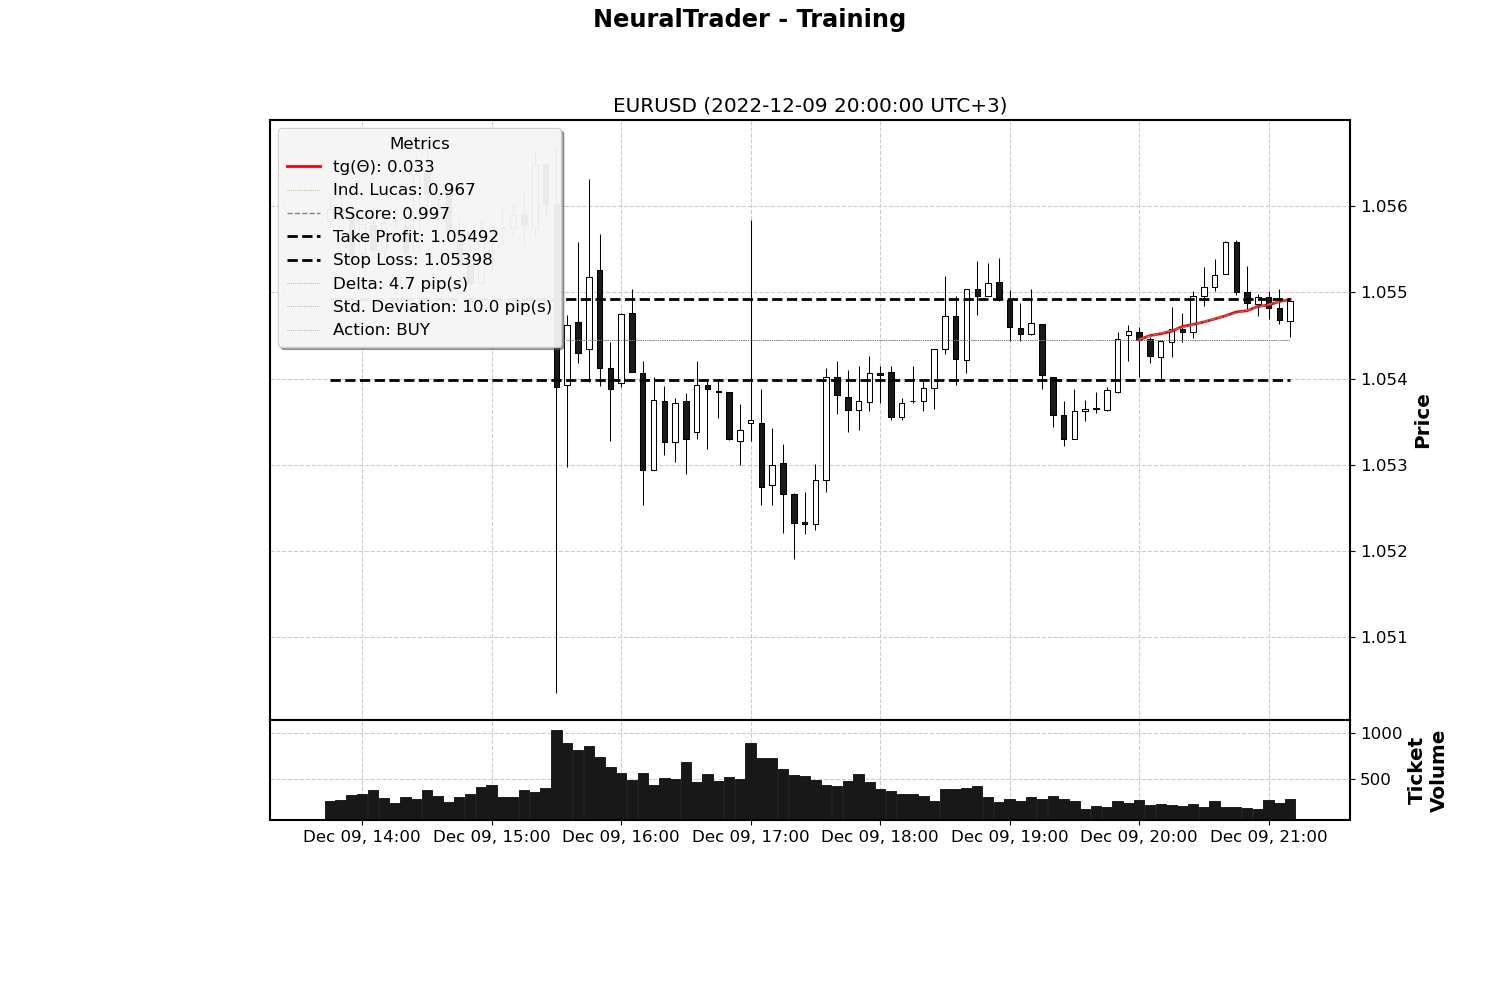 NeuralTrader - Training
EURUSD (2022-12-09 20:00:00 UTC+3)
Metrics
tg(Θ): 0.033
Ind. Lucas: 0.967
RScore: 0.997
Take Profit: 1.05492
Stop Loss: 1.05398
Delta: 4.7 pip(s)
Std. Deviation: 10.0 pip(s)
Action: BUY
1.056
1.055
1.054
1.053
1.052
1.051
Price
1000
500
Ticket
Volume
Dec 09, 14:00 Dec 09, 15:00 Dec 09, 16:00 Dec 09, 17:00 Dec 09, 18:00 Dec 09, 19:00 Dec 09, 20:00 Dec 09, 21:00